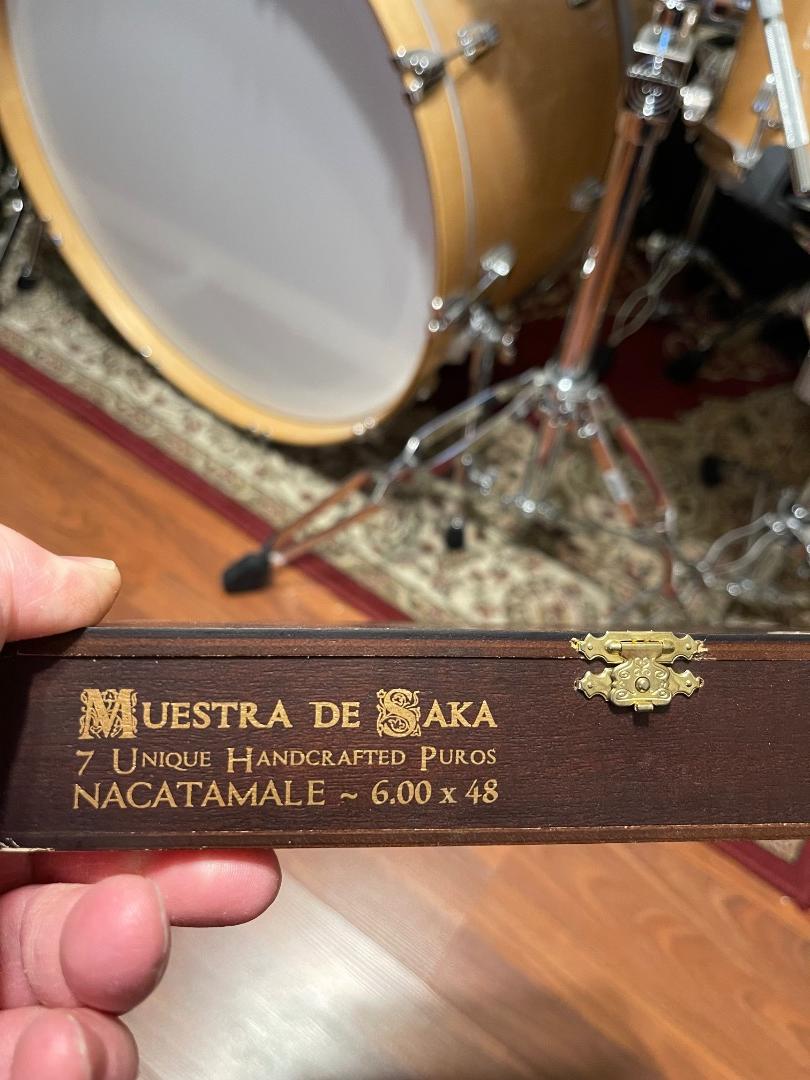 MUESTRA DE SAKA
7 UNIQUE HANDCRAFTED PUROS
NACATAMALE ~ 6.00 x 48